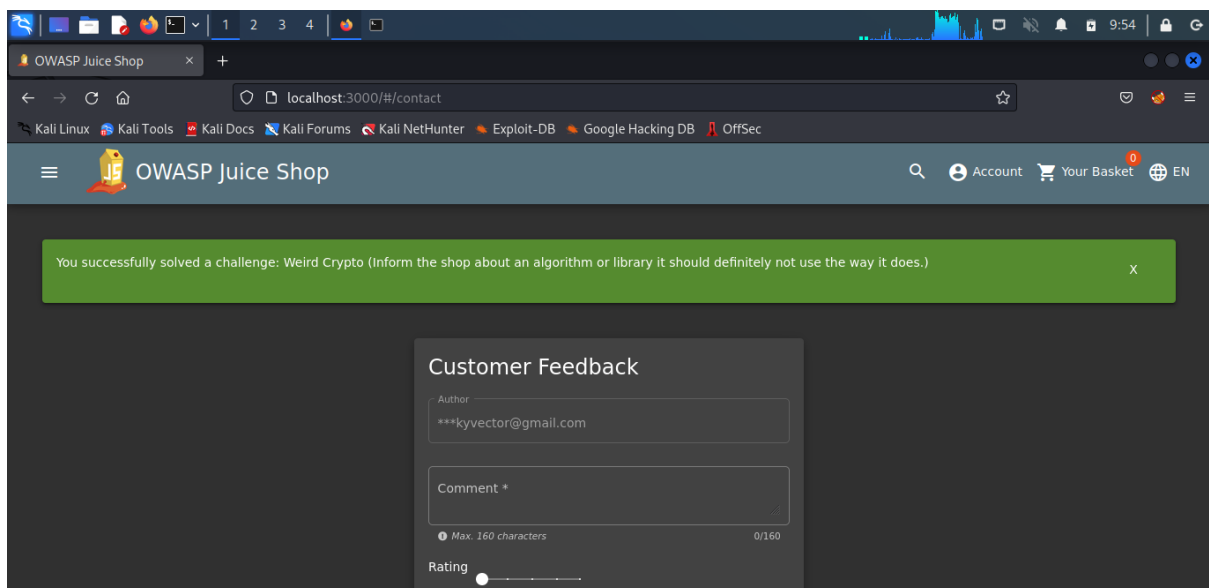 1 2 3 4 9:54
OWASP Juice Shop × +
localhost:3000/#/contact
Kali Linux Kali Tools Kali Docs Kali Forums Kali NetHunter Exploit-DB Google Hacking DB OffSec
OWASP Juice Shop Account Your Basket 0 EN
You successfully solved a challenge: Weird Crypto (Inform the shop about an algorithm or library it should definitely not use the way it does.) X
Customer Feedback
Author
***kyvector@gmail.com
Comment *
Max. 160 characters 0/160
Rating